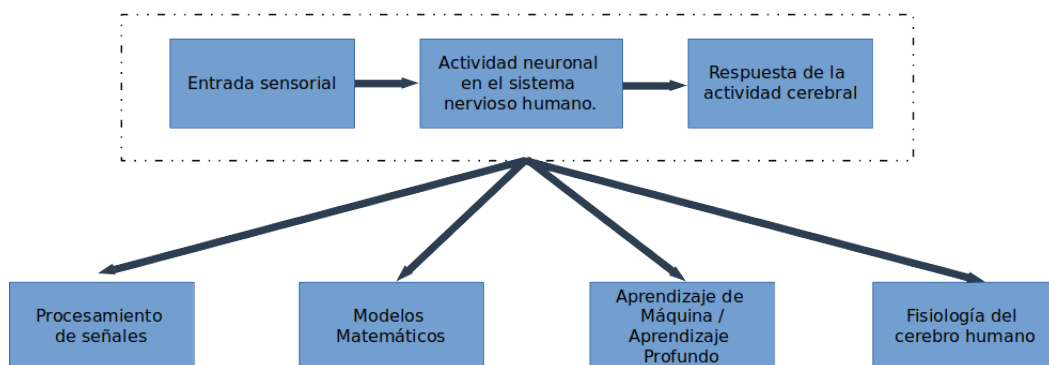 Entrada sensorial
Actividad neuronal
en el sistema
nervioso humano.
Respuesta de la
actividad cerebral
Procesamiento
de señales
Modelos
Matemáticos
Aprendizaje de
Máquina /
Aprendizaje
Profundo
Fisiología del
cerebro humano